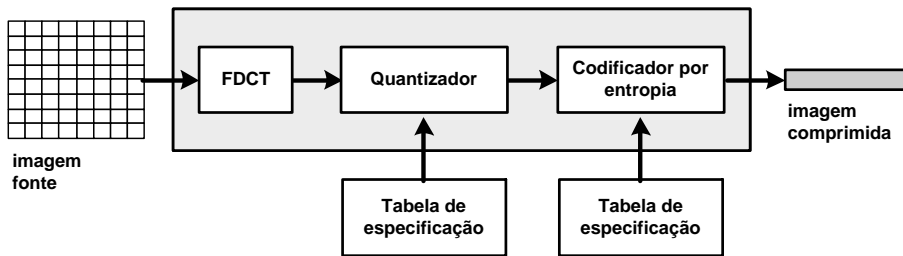 FDCT
Quantizador
Codificador por
entropia
imagem
fonte
imagem
comprimida
Tabela de
especificação
Tabela de
especificação